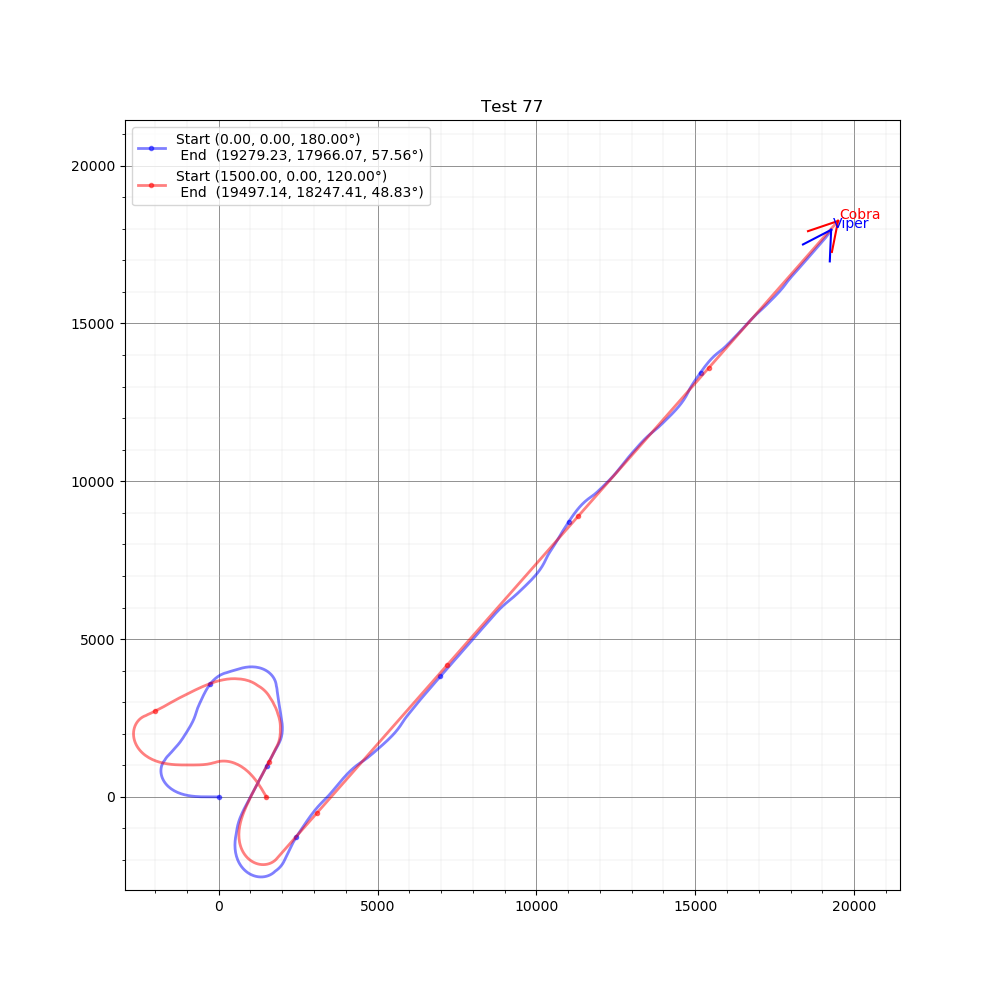 Test 77
Start (0.00, 0.00, 180.00°)
End (19279.23, 17966.07, 57.56°)
Start (1500.00, 0.00, 120.00°)
End (19497.14, 18247.41, 48.83°)
Cobra
Viper
20000
15000
10000
5000
0
0
5000
10000
15000
20000